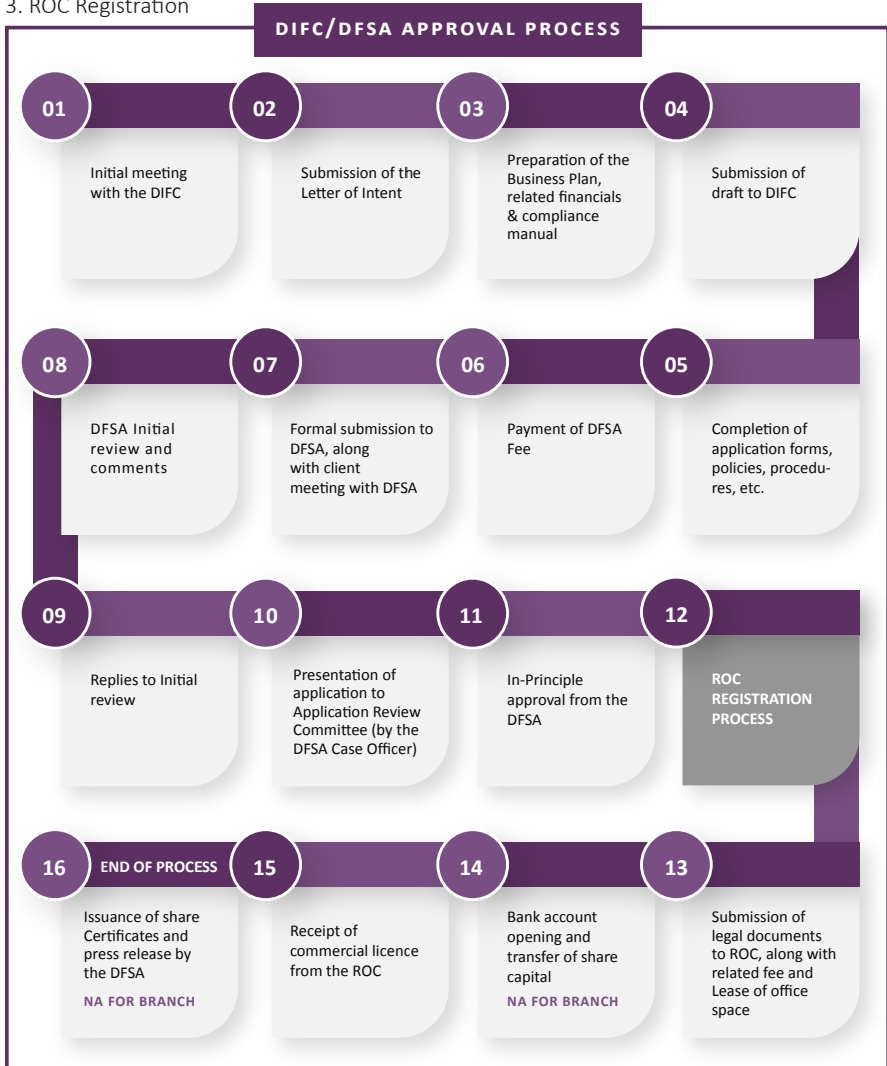 3. ROC Registration
DIFC/DFSA APPROVAL PROCESS
01
Initial meeting
with the DIFC
02
Submission of the
Letter of Intent
03
Preparation of the
Business Plan,
related financials
& compliance
manual
04
Submission of
draft to DIFC
05
Completion of
application forms,
policies, procedu-
res, etc.
06
Payment of DFSA
Fee
07
Formal submission to
DFSA, along
with client
meeting with DFSA
08
DFSA Initial
review and
comments
09
Replies to Initial
review
10
Presentation of
application to
Application Review
Committee (by the
DFSA Case Officer)
11
In-Principle
approval from the
DFSA
12
ROC
REGISTRATION
PROCESS
13
Submission of
legal documents
to ROC, along with
related fee and
Lease of office
space
14
Bank account
opening and
transfer of share
capital
NA FOR BRANCH
15
Receipt of
commercial licence
from the ROC
16
END OF PROCESS
Issuance of share
Certificates and
press release by
the DFSA
NA FOR BRANCH